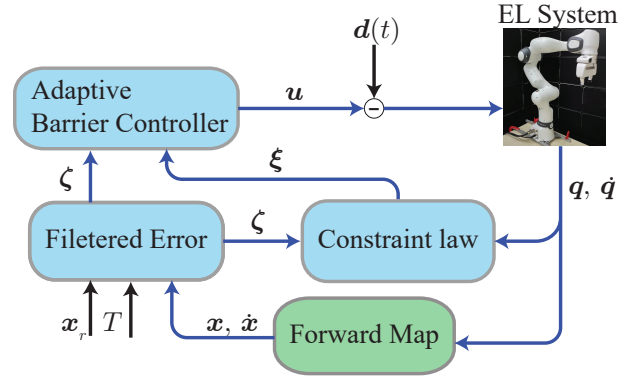 EL System
d(t)
Adaptive
Barrier Controller
u
−
ζ
ξ
q, q̇
Filetered Error
ζ
Constraint law
x_r
T
x, ẋ
Forward Map